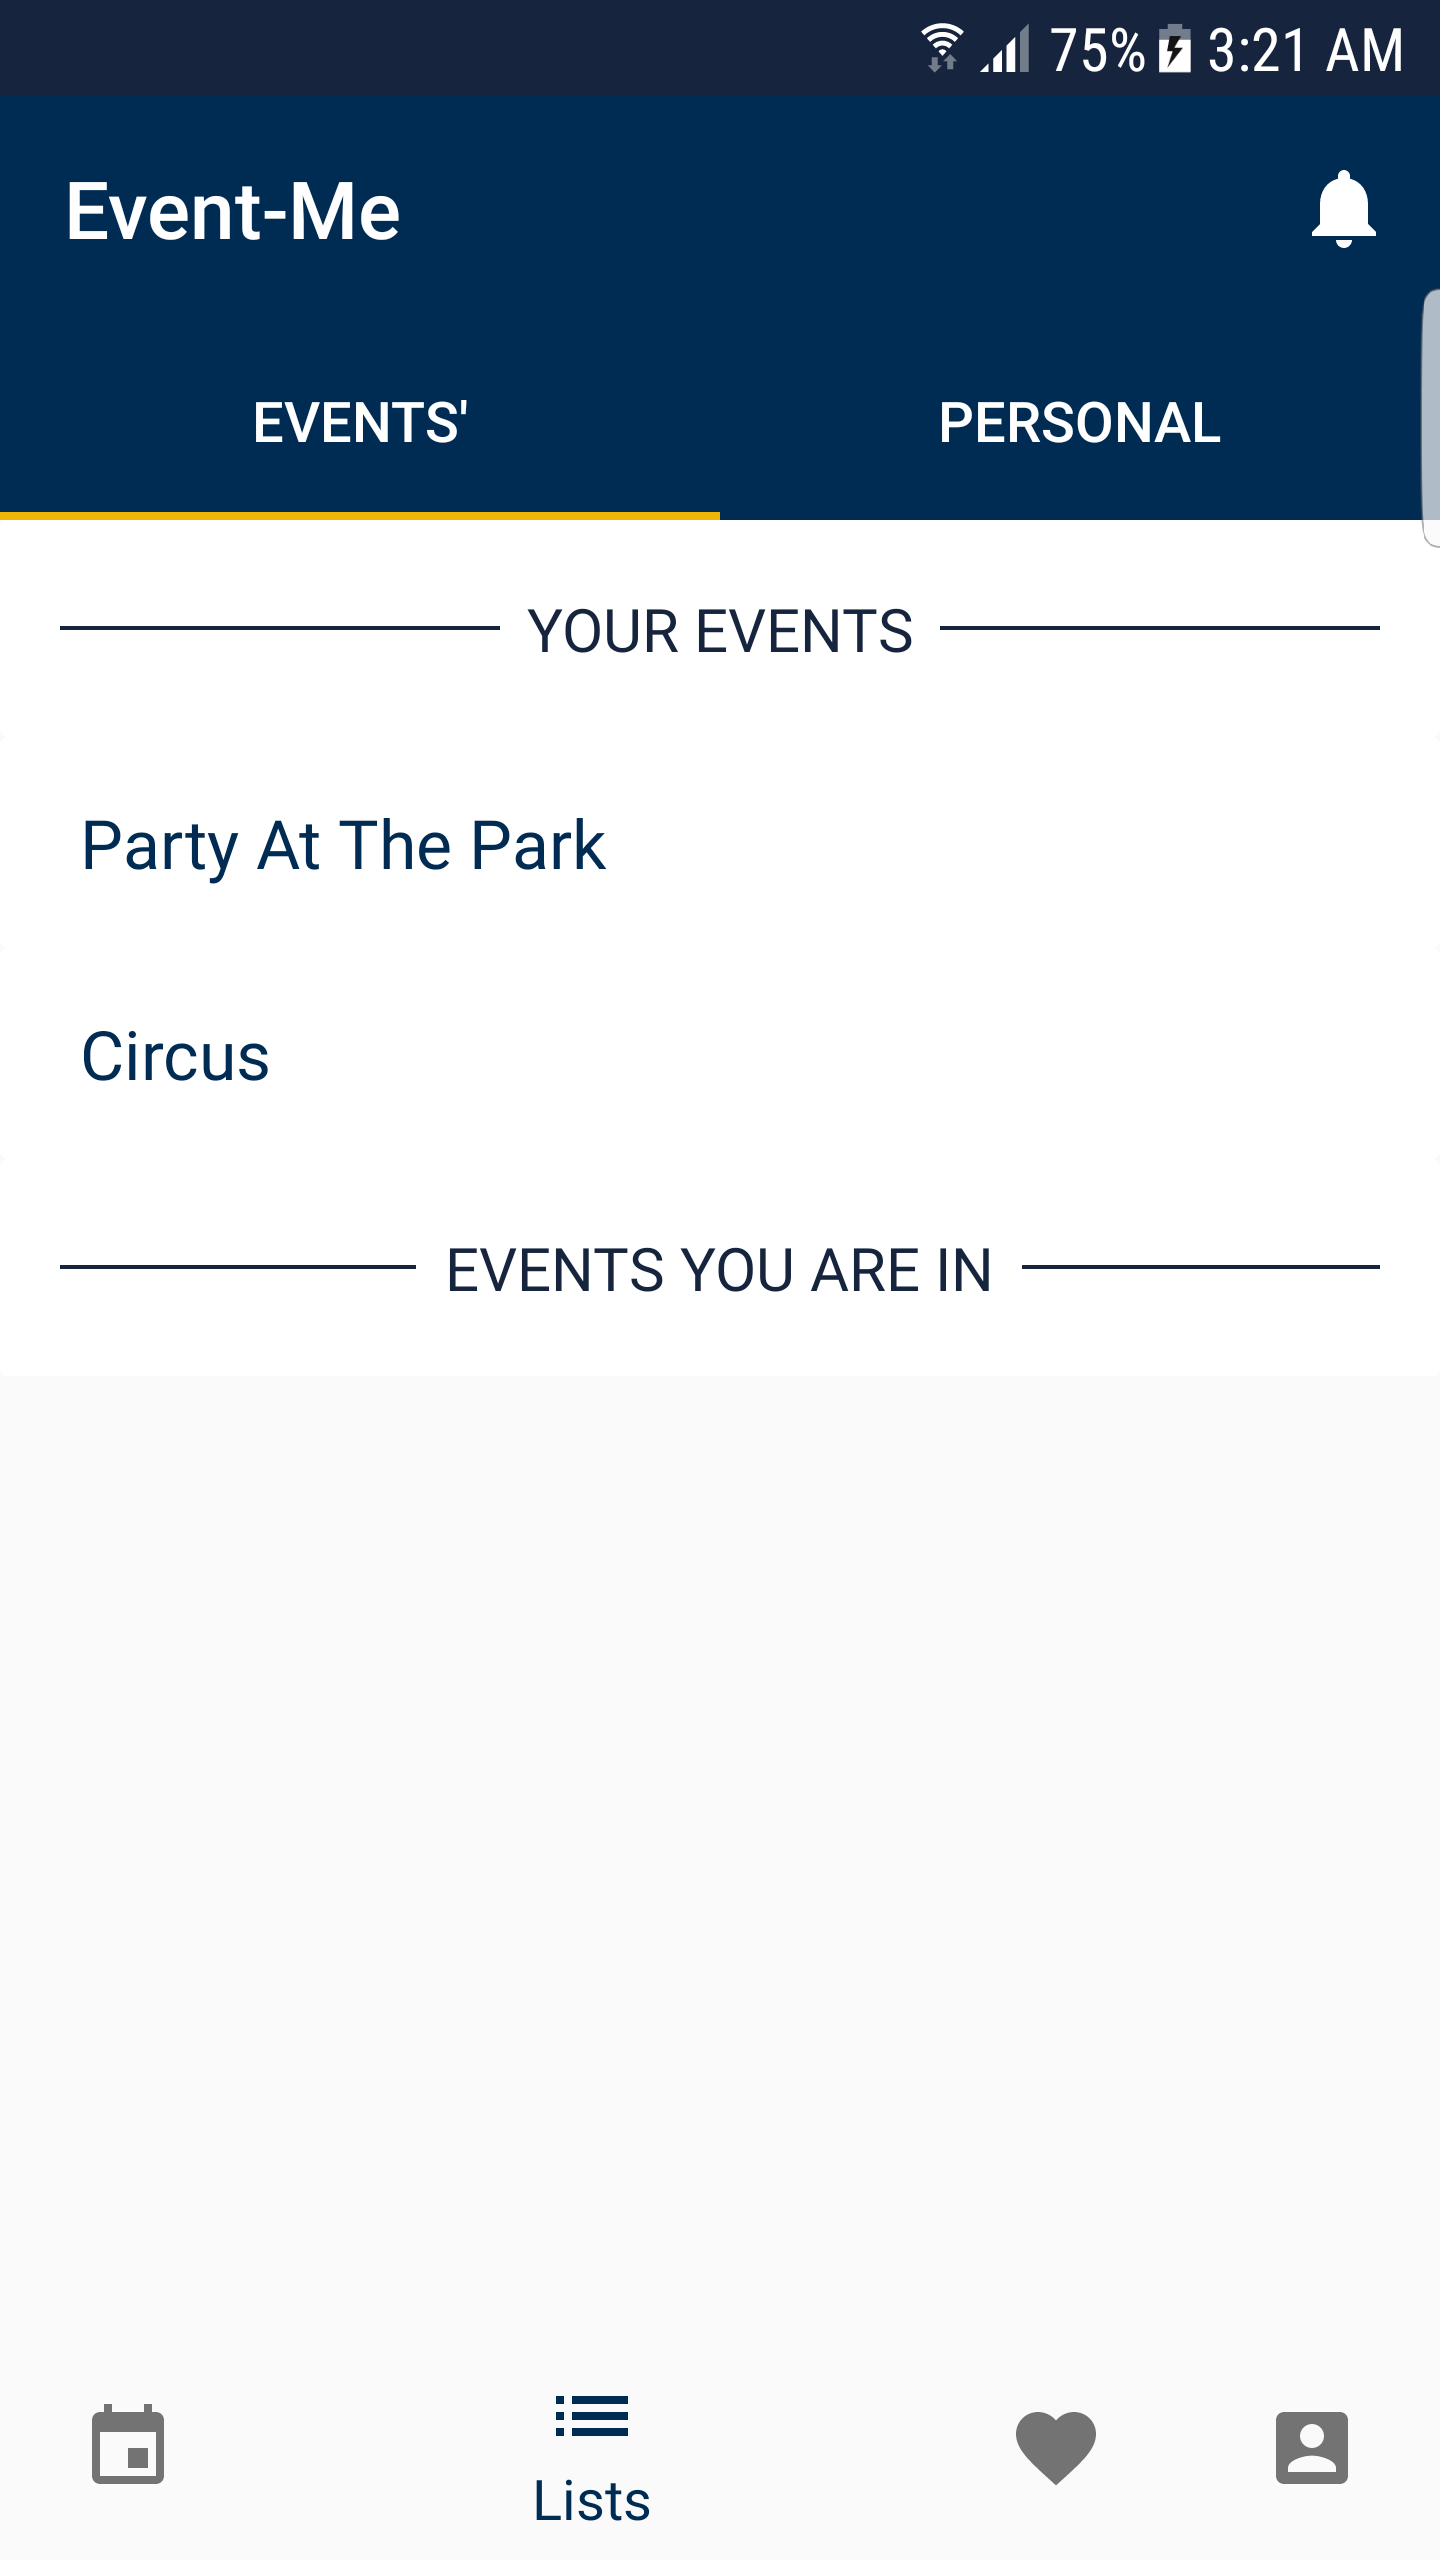 75% 3:21 AM
Event-Me
EVENTS' PERSONAL
YOUR EVENTS
Party At The Park
Circus
EVENTS YOU ARE IN
Lists